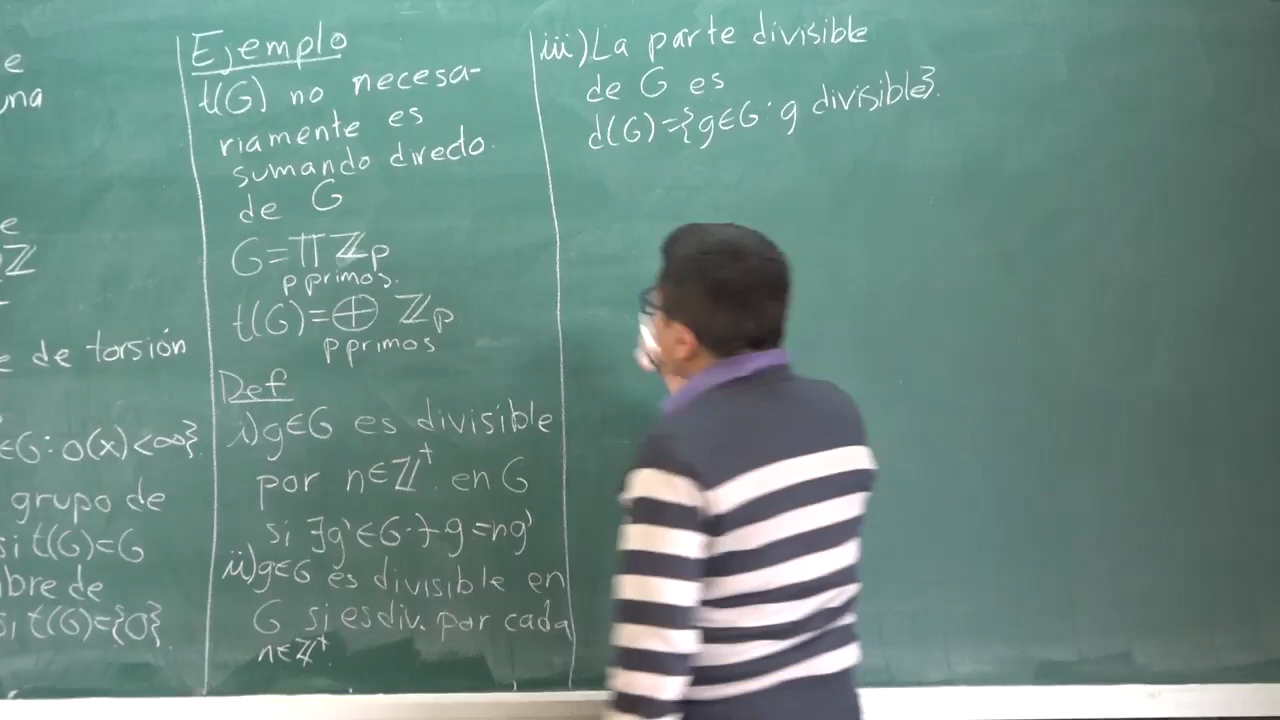 e
una
e
ℤ
e de torsión
∈G: o(x)<∞}.
grupo de
si t(G)=G
bre de
si t(G)={0}.
Ejemplo
t(G) no necesa-
riamente es
sumando directo.
de G
G=∏ ℤp
p primos.
t(G)=⊕ ℤp
p primos
Def
i) g∈G es divisible
por n∈ℤ⁺. en G
si ∃g'∈G·϶·g=ng'
ii) g∈G es divisible en
G si es div. por cada
n∈ℤ⁺.
iii) La parte divisible
de G es
d(G)={g∈G: g divisible}.